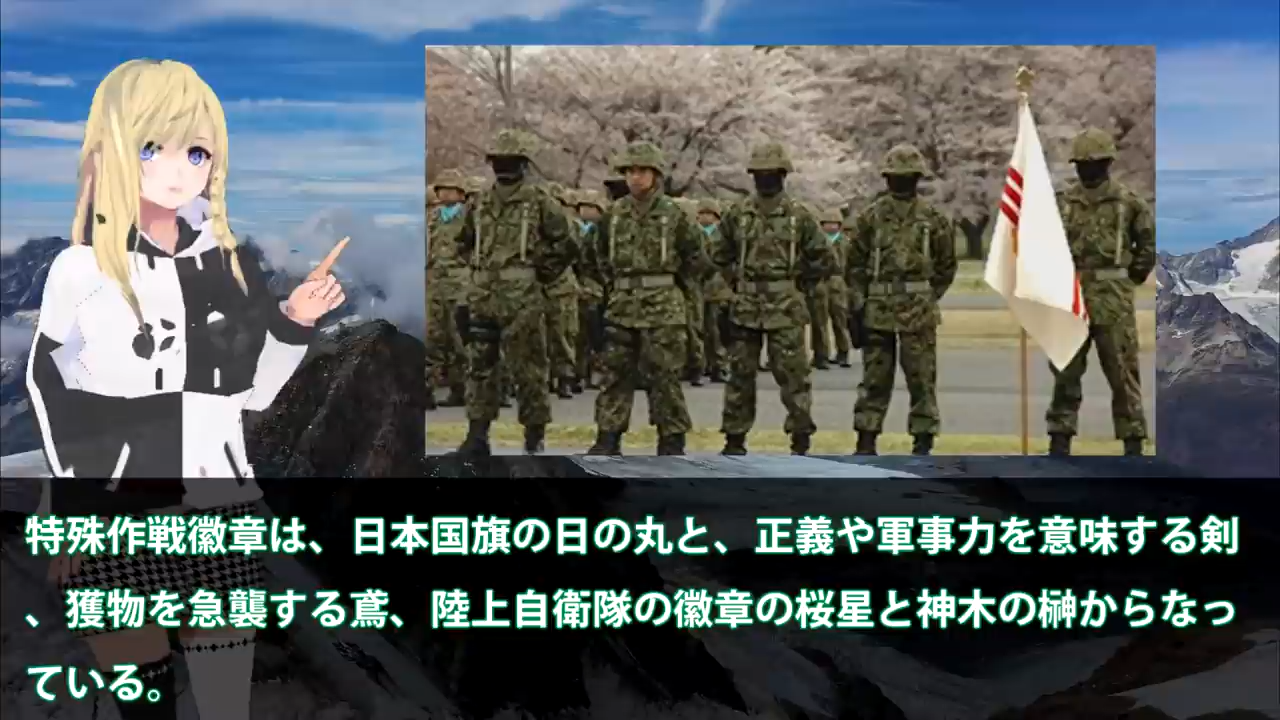 特殊作戦徽章は、日本国旗の日の丸と、正義や軍事力を意味する剣
、獲物を急襲する鳶、陸上自衛隊の徽章の桜星と神木の榊からなっ
ている。